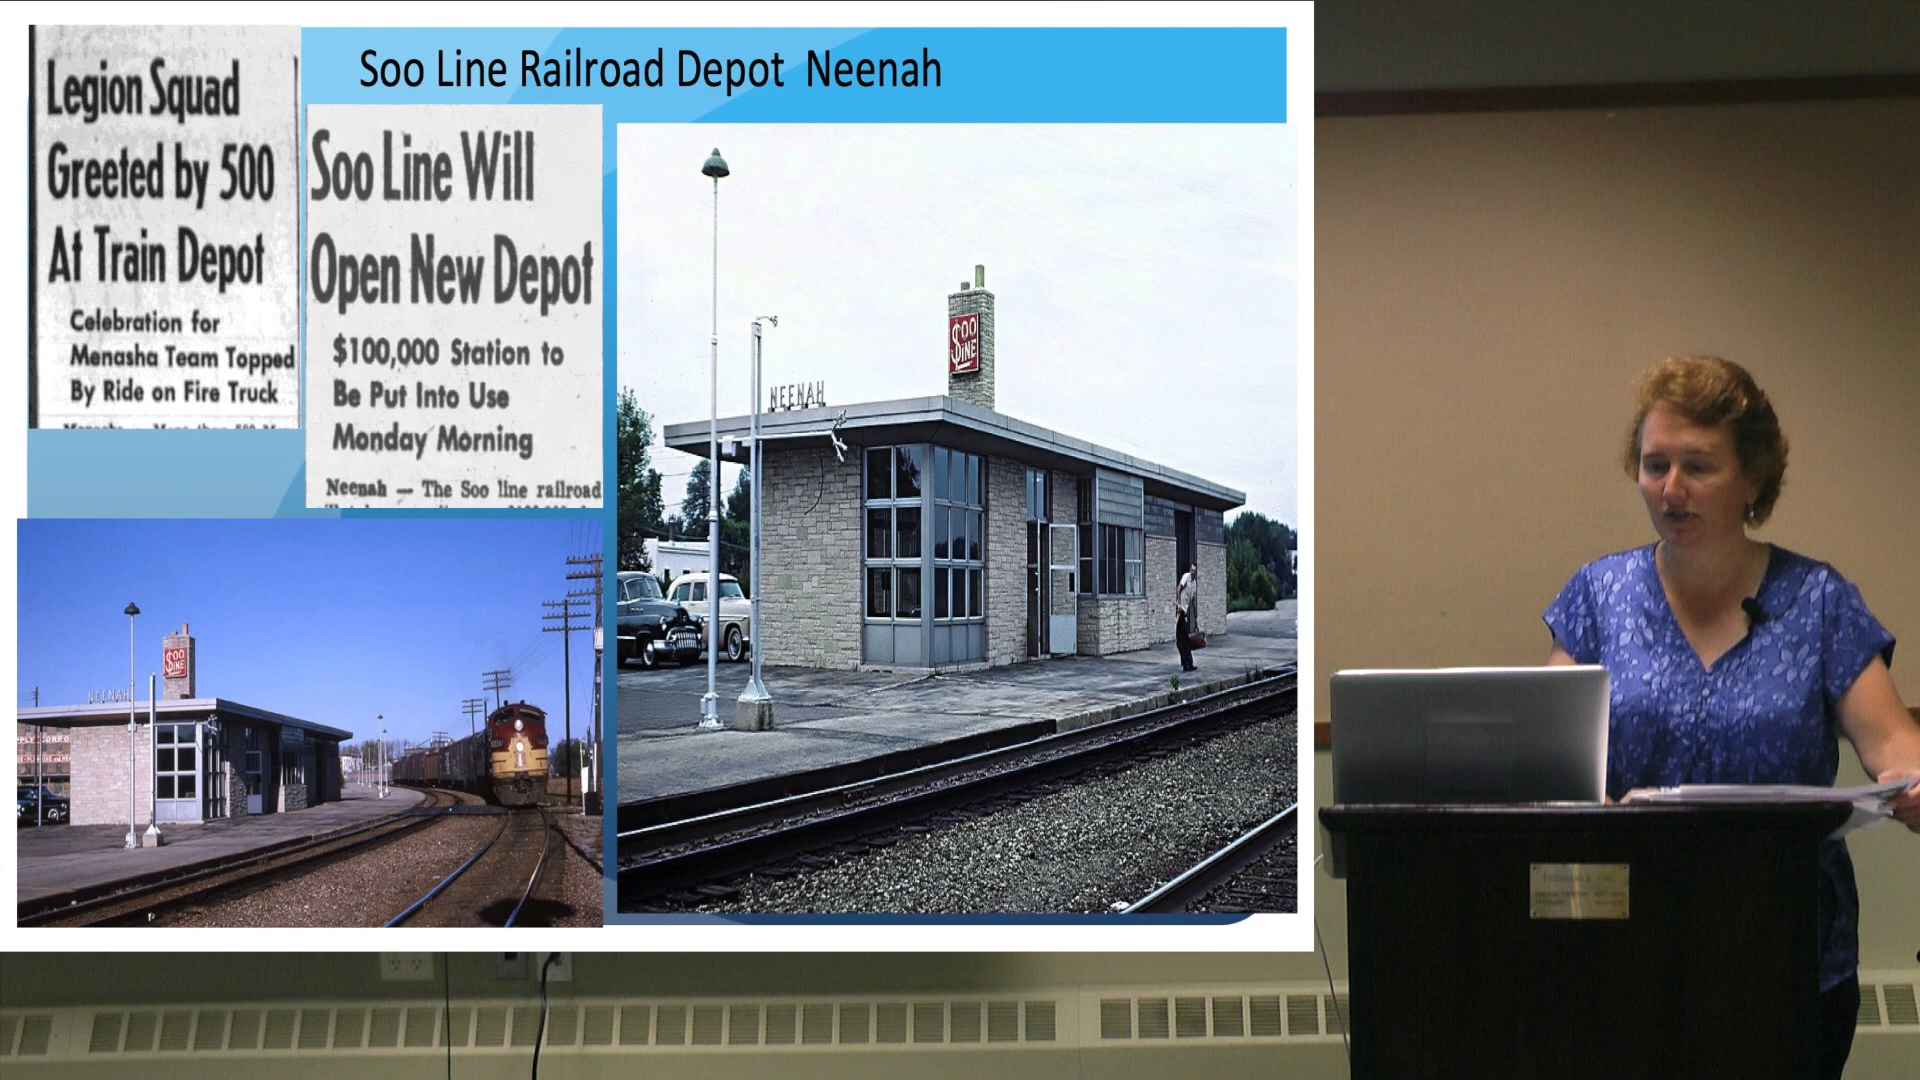 Soo Line Railroad Depot Neenah
Legion Squad
Greeted by 500
At Train Depot
Celebration for
Menasha Team Topped
By Ride on Fire Truck
Soo Line Will
Open New Depot
$100,000 Station to
Be Put Into Use
Monday Morning
Neenah — The Soo line railroad
NEENAH
SOO
LINE
NEENAH
SOO
LINE